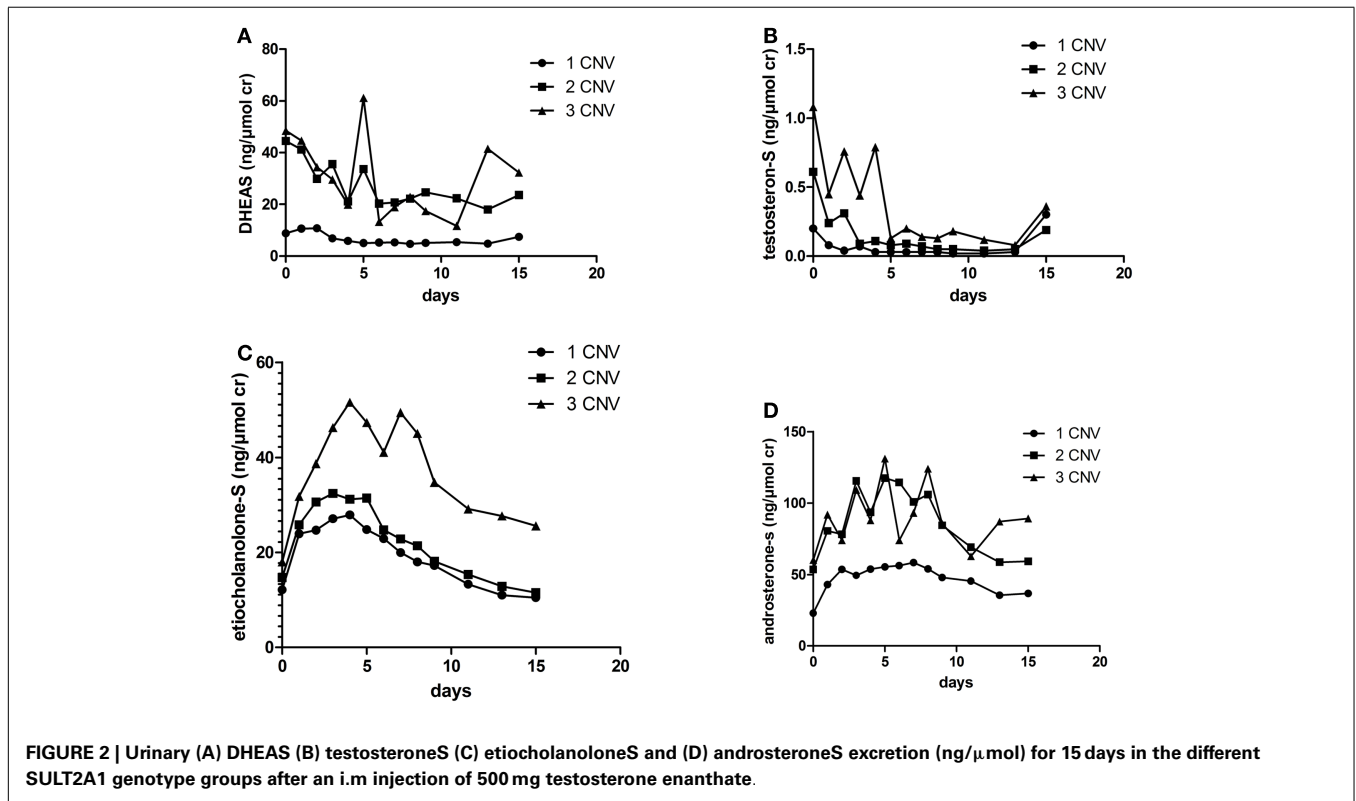 A
80
60
40
20
0
DHEAS (ng/µmol cr)
0 5 10 15 20
days
1 CNV
2 CNV
3 CNV
B
1.5
1.0
0.5
0.0
testosteron-S (ng/µmol cr)
0 5 10 15 20
days
1 CNV
2 CNV
3 CNV
C
60
40
20
0
etiocholanolone-S (ng/µmol cr)
0 5 10 15 20
days
1 CNV
2 CNV
3 CNV
D
150
100
50
0
androsterone-s (ng/µmol cr)
0 5 10 15 20
days
1 CNV
2 CNV
3 CNV
FIGURE 2 | Urinary (A) DHEAS (B) testosteroneS (C) etiocholanoloneS and (D) androsteroneS excretion (ng/µmol) for 15 days in the different
SULT2A1 genotype groups after an i.m injection of 500 mg testosterone enanthate.